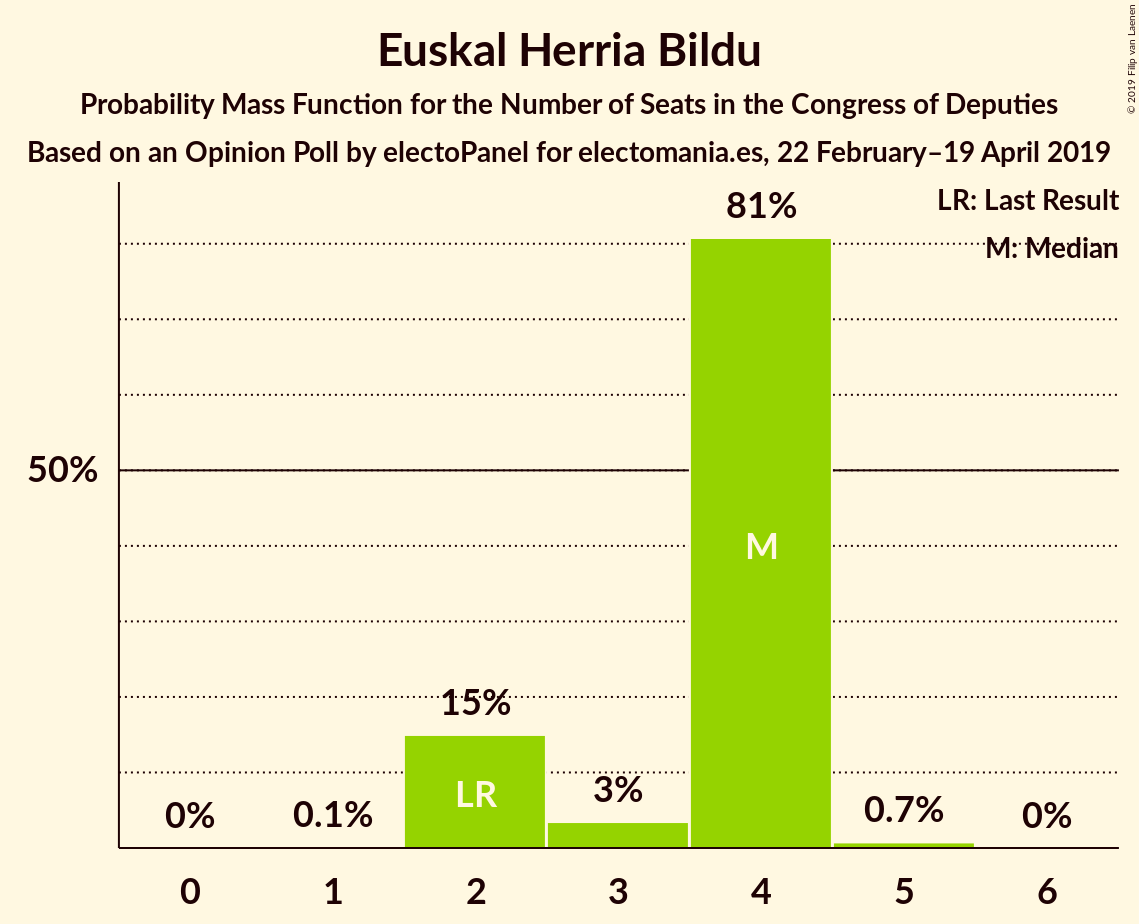 Euskal Herria Bildu
Probability Mass Function for the Number of Seats in the Congress of Deputies
Based on an Opinion Poll by electoPanel for electomania.es, 22 February–19 April 2019
© 2019 Filip van Laenen
LR: Last Result
M: Median
81%
50%
M
15%
LR
3%
0%
0.1%
0.7%
0%
0 1 2 3 4 5 6